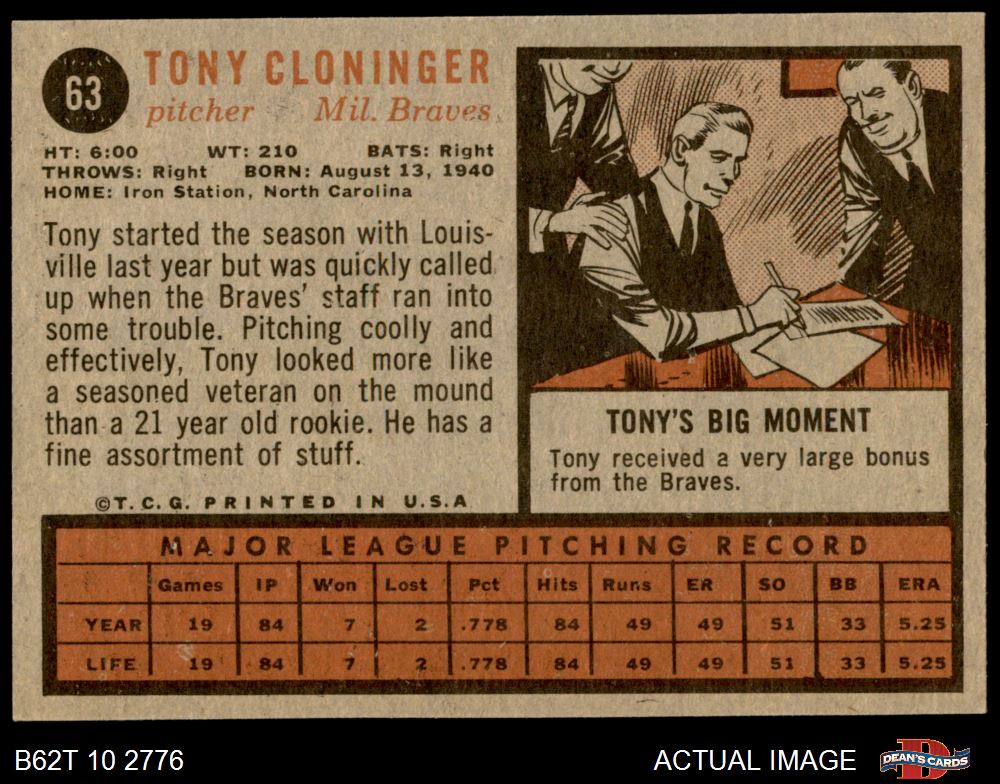 63
TONY CLONINGER
pitcher Mil. Braves
HT: 6:00 WT: 210 BATS: Right
THROWS: Right BORN: August 13, 1940
HOME: Iron Station, North Carolina
Tony started the season with Louis-
ville last year but was quickly called
up when the Braves' staff ran into
some trouble. Pitching coolly and
effectively, Tony looked more like
a seasoned veteran on the mound
than a 21 year old rookie. He has a
fine assortment of stuff.
©T.C.G. PRINTED IN U.S.A
TONY'S BIG MOMENT
Tony received a very large bonus
from the Braves.
MAJOR LEAGUE PITCHING RECORD
Games IP Won Lost Pct Hits Runs ER SO BB ERA
YEAR 19 84 7 2 .778 84 49 49 51 33 5.25
LIFE 19 84 7 2 .778 84 49 49 51 33 5.25
B62T 10 2776
ACTUAL IMAGE
D
DEAN'S CARDS